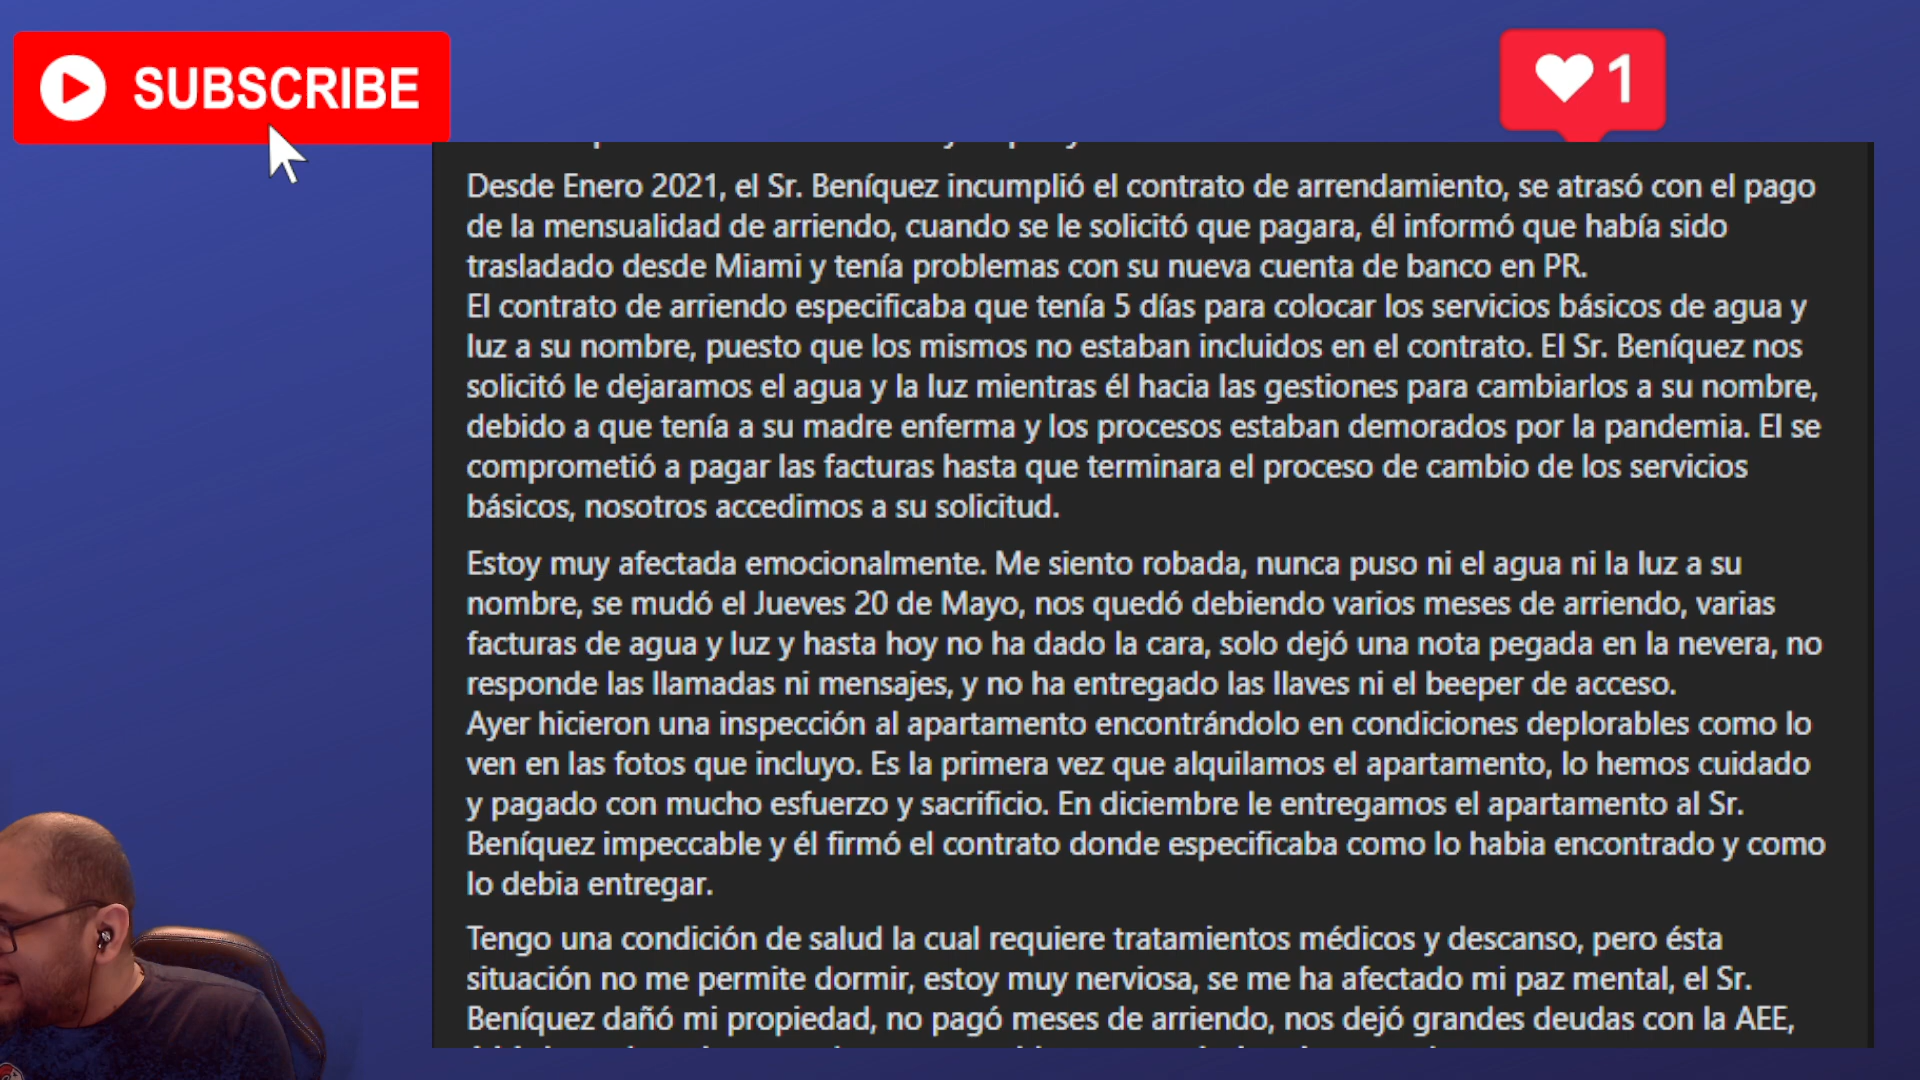 SUBSCRIBE
1
Desde Enero 2021, el Sr. Beníquez incumplió el contrato de arrendamiento, se atrasó con el pago
de la mensualidad de arriendo, cuando se le solicitó que pagara, él informó que había sido
trasladado desde Miami y tenía problemas con su nueva cuenta de banco en PR.
El contrato de arriendo especificaba que tenía 5 días para colocar los servicios básicos de agua y
luz a su nombre, puesto que los mismos no estaban incluidos en el contrato. El Sr. Beníquez nos
solicitó le dejaramos el agua y la luz mientras él hacia las gestiones para cambiarlos a su nombre,
debido a que tenía a su madre enferma y los procesos estaban demorados por la pandemia. El se
comprometió a pagar las facturas hasta que terminara el proceso de cambio de los servicios
básicos, nosotros accedimos a su solicitud.
Estoy muy afectada emocionalmente. Me siento robada, nunca puso ni el agua ni la luz a su
nombre, se mudó el Jueves 20 de Mayo, nos quedó debiendo varios meses de arriendo, varias
facturas de agua y luz y hasta hoy no ha dado la cara, solo dejó una nota pegada en la nevera, no
responde las llamadas ni mensajes, y no ha entregado las llaves ni el beeper de acceso.
Ayer hicieron una inspección al apartamento encontrándolo en condiciones deplorables como lo
ven en las fotos que incluyo. Es la primera vez que alquilamos el apartamento, lo hemos cuidado
y pagado con mucho esfuerzo y sacrificio. En diciembre le entregamos el apartamento al Sr.
Beníquez impeccable y él firmó el contrato donde especificaba como lo habia encontrado y como
lo debia entregar.
Tengo una condición de salud la cual requiere tratamientos médicos y descanso, pero ésta
situación no me permite dormir, estoy muy nerviosa, se me ha afectado mi paz mental, el Sr.
Beníquez dañó mi propiedad, no pagó meses de arriendo, nos dejó grandes deudas con la AEE,